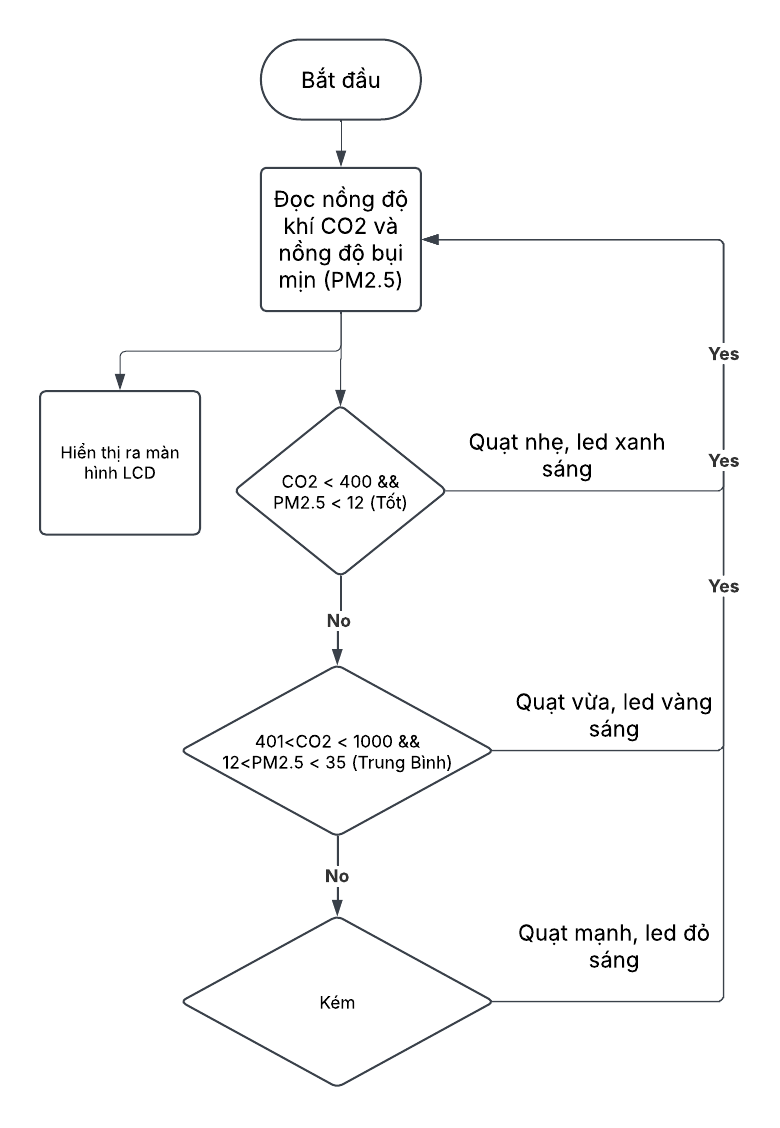 Bắt đầu
Đọc nồng độ
khí CO2 và
nồng độ bụi
mịn (PM2.5)
Yes
Hiển thị ra màn
hình LCD
CO2 < 400 &&
PM2.5 < 12 (Tốt)
Quạt nhẹ, led xanh
sáng
Yes
Yes
No
401<CO2 < 1000 &&
12<PM2.5 < 35 (Trung Bình)
Quạt vừa, led vàng
sáng
No
Kém
Quạt mạnh, led đỏ
sáng